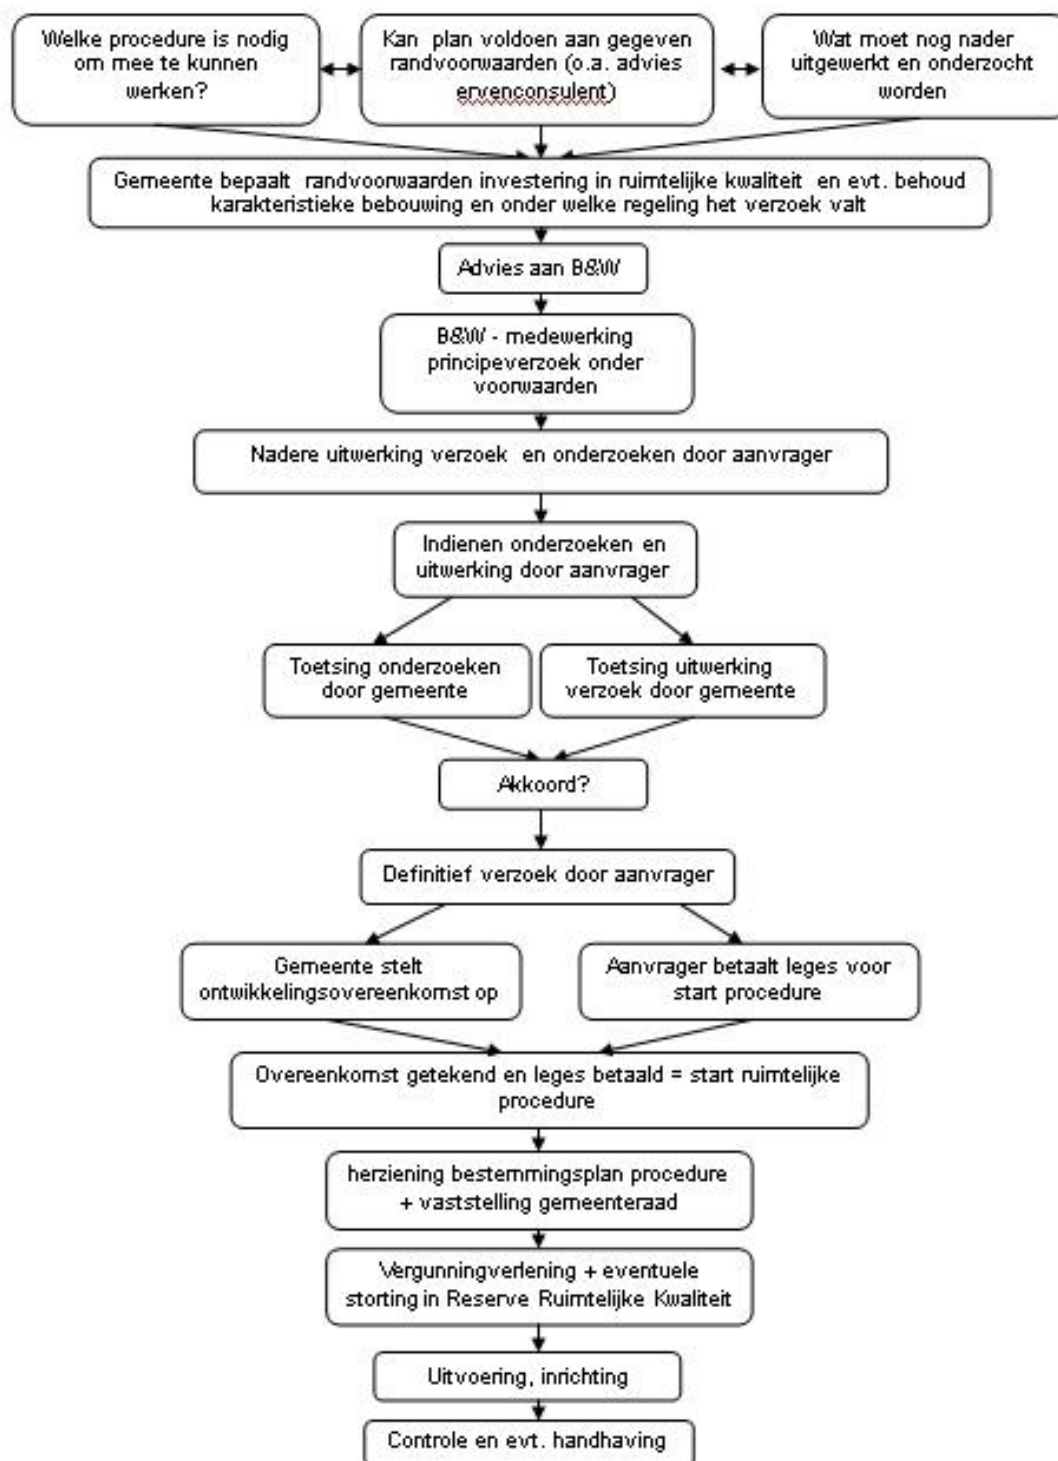 Welke procedure is nodig
om mee te kunnen
werken?
Kan plan voldoen aan gegeven
randvoorwaarden (o.a. advies
ervenconsulent)
Wat moet nog nader
uitgewerkt en onderzocht
worden
Gemeente bepaalt randvoorwaarden investering in ruimtelijke kwaliteit en evt. behoud
karakteristieke bebouwing en onder welke regeling het verzoek valt
Advies aan B&W
B&W - medewerking
principeverzoek onder
voorwaarden
Nadere uitwerking verzoek en onderzoeken door aanvrager
Indienen onderzoeken en
uitwerking door aanvrager
Toetsing onderzoeken
door gemeente
Toetsing uitwerking
verzoek door gemeente
Akkoord?
Definitief verzoek door aanvrager
Gemeente stelt
ontwikkelingsovereenkomst op
Aanvrager betaalt leges voor
start procedure
Overeenkomst getekend en leges betaald = start ruimtelijke
procedure
herziening bestemmingsplan procedure
+ vaststelling gemeenteraad
Vergunningverlening + eventuele
storting in Reserve Ruimtelijke Kwaliteit
Uitvoering, inrichting
Controle en evt. handhaving